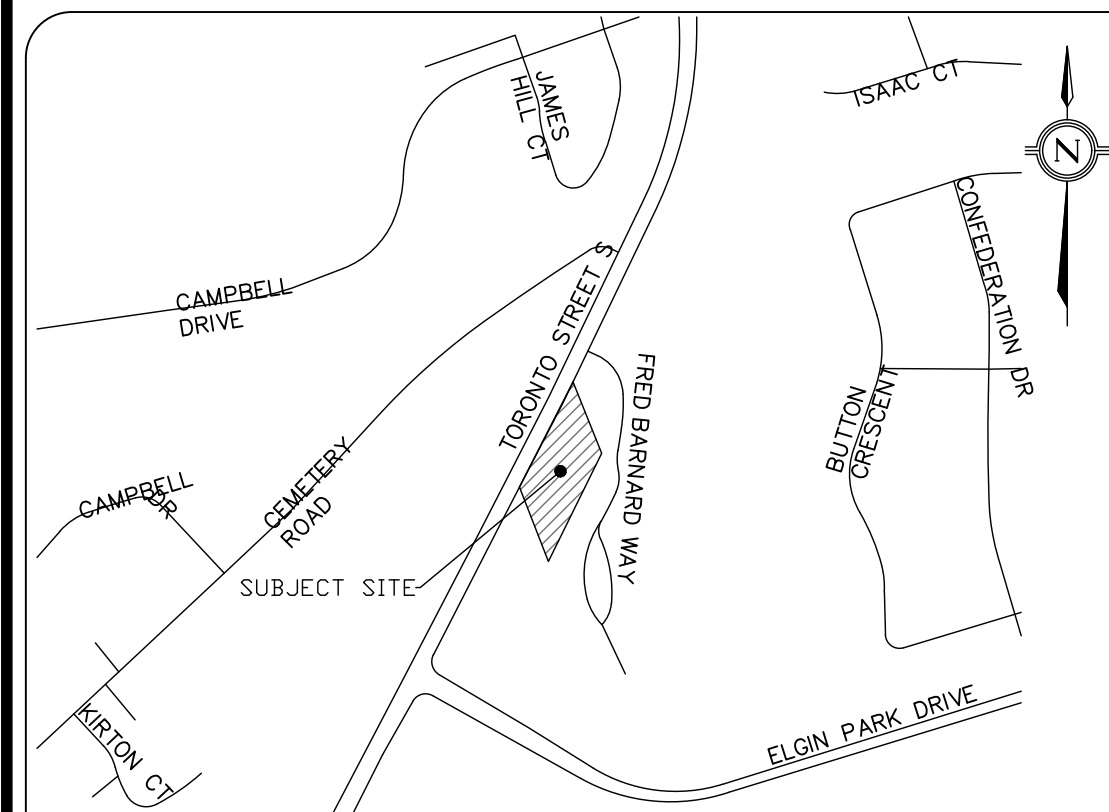 JAMES
HILL CT
ISAAC CT
N
CONFEDERATION DR
CAMPBELL
DRIVE
TORONTO STREET S
FRED BARNARD WAY
BUTTON
CRESCENT
CEMETERY
ROAD
CAMPBELL
DR
SUBJECT SITE
KIRTON CT
ELGIN PARK DRIVE